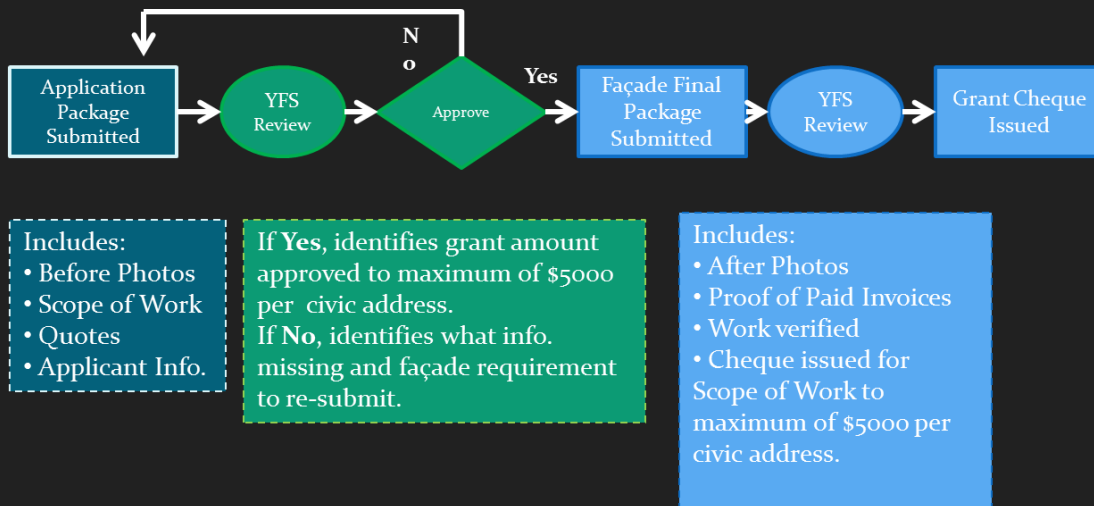 N
o
Yes
Application
Package
Submitted
YFS
Review
Approve
Façade Final
Package
Submitted
YFS
Review
Grant Cheque
Issued
Includes:
• Before Photos
• Scope of Work
• Quotes
• Applicant Info.
If Yes, identifies grant amount
approved to maximum of $5000
per civic address.
If No, identifies what info.
missing and façade requirement
to re-submit.
Includes:
• After Photos
• Proof of Paid Invoices
• Work verified
• Cheque issued for
Scope of Work to
maximum of $5000 per
civic address.